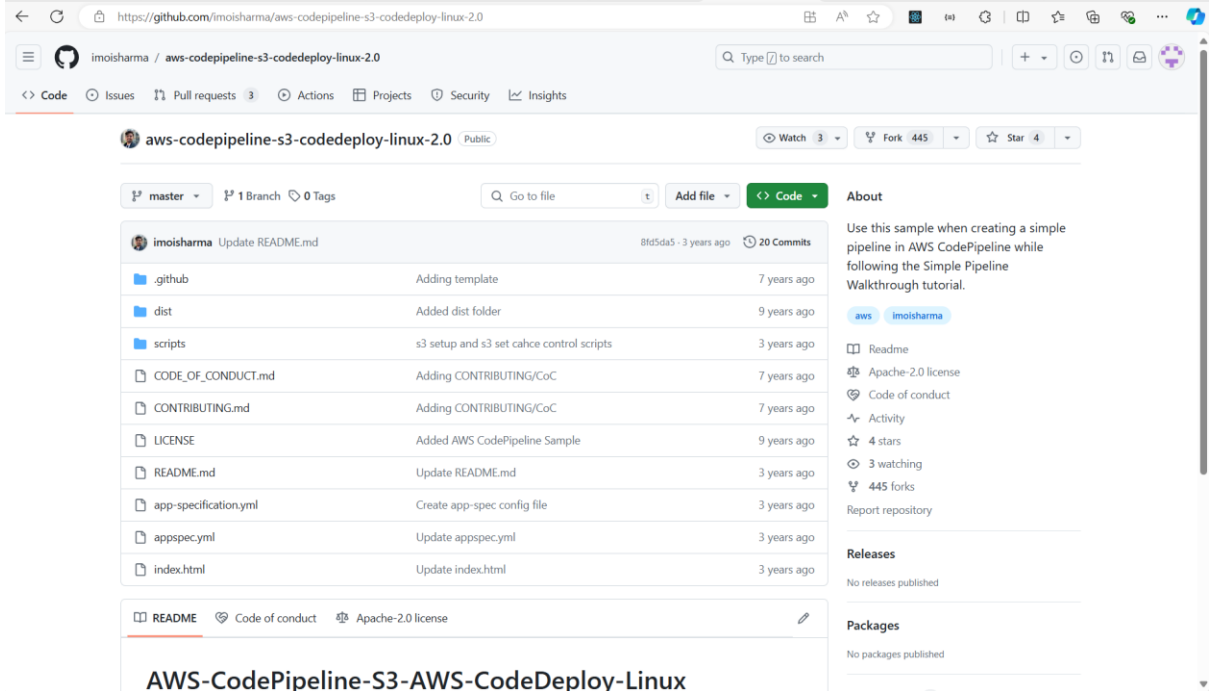 https://github.com/imoisharma/aws-codepipeline-s3-codedeploy-linux-2.0
imoisharma / aws-codepipeline-s3-codedeploy-linux-2.0
Type / to search
Code Issues Pull requests 3 Actions Projects Security Insights
aws-codepipeline-s3-codedeploy-linux-2.0 Public
Watch 3 Fork 445 Star 4
master 1 Branch 0 Tags Go to file t Add file Code
imoisharma Update README.md 8fd5da5 · 3 years ago 20 Commits
.github Adding template 7 years ago
dist Added dist folder 9 years ago
scripts s3 setup and s3 set cahce control scripts 3 years ago
CODE_OF_CONDUCT.md Adding CONTRIBUTING/CoC 7 years ago
CONTRIBUTING.md Adding CONTRIBUTING/CoC 7 years ago
LICENSE Added AWS CodePipeline Sample 9 years ago
README.md Update README.md 3 years ago
app-specification.yml Create app-spec config file 3 years ago
appspec.yml Update appspec.yml 3 years ago
index.html Update index.html 3 years ago
README Code of conduct Apache-2.0 license
AWS-CodePipeline-S3-AWS-CodeDeploy-Linux
About
Use this sample when creating a simple
pipeline in AWS CodePipeline while
following the Simple Pipeline
Walkthrough tutorial.
aws imoisharma
Readme
Apache-2.0 license
Code of conduct
Activity
4 stars
3 watching
445 forks
Report repository
Releases
No releases published
Packages
No packages published